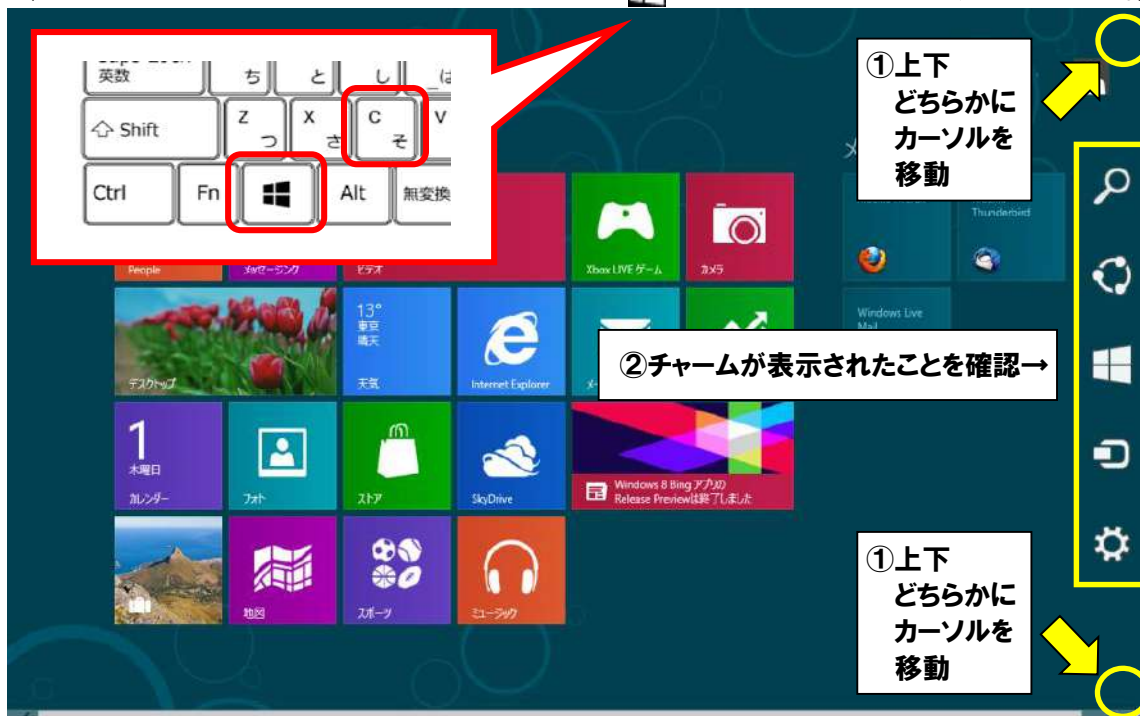 英数
ち
と
し
Shift
Z
つ
X
さ
C
そ
V
Ctrl
Fn
Alt
無変換
①上下
どちらかに
カーソルを
移動
People
メッセージング
ビデオ
Xbox LIVE ゲーム
カメラ
Thunderbird
デスクトップ
13°
東京
晴天
天気
Internet Explorer
Windows Live
Mail
②チャームが表示されたことを確認→
1
木曜日
カレンダー
フォト
ストア
SkyDrive
Windows 8 Bing アプリの
Release Previewは終了しました
地図
スポーツ
ミュージック
①上下
どちらかに
カーソルを
移動